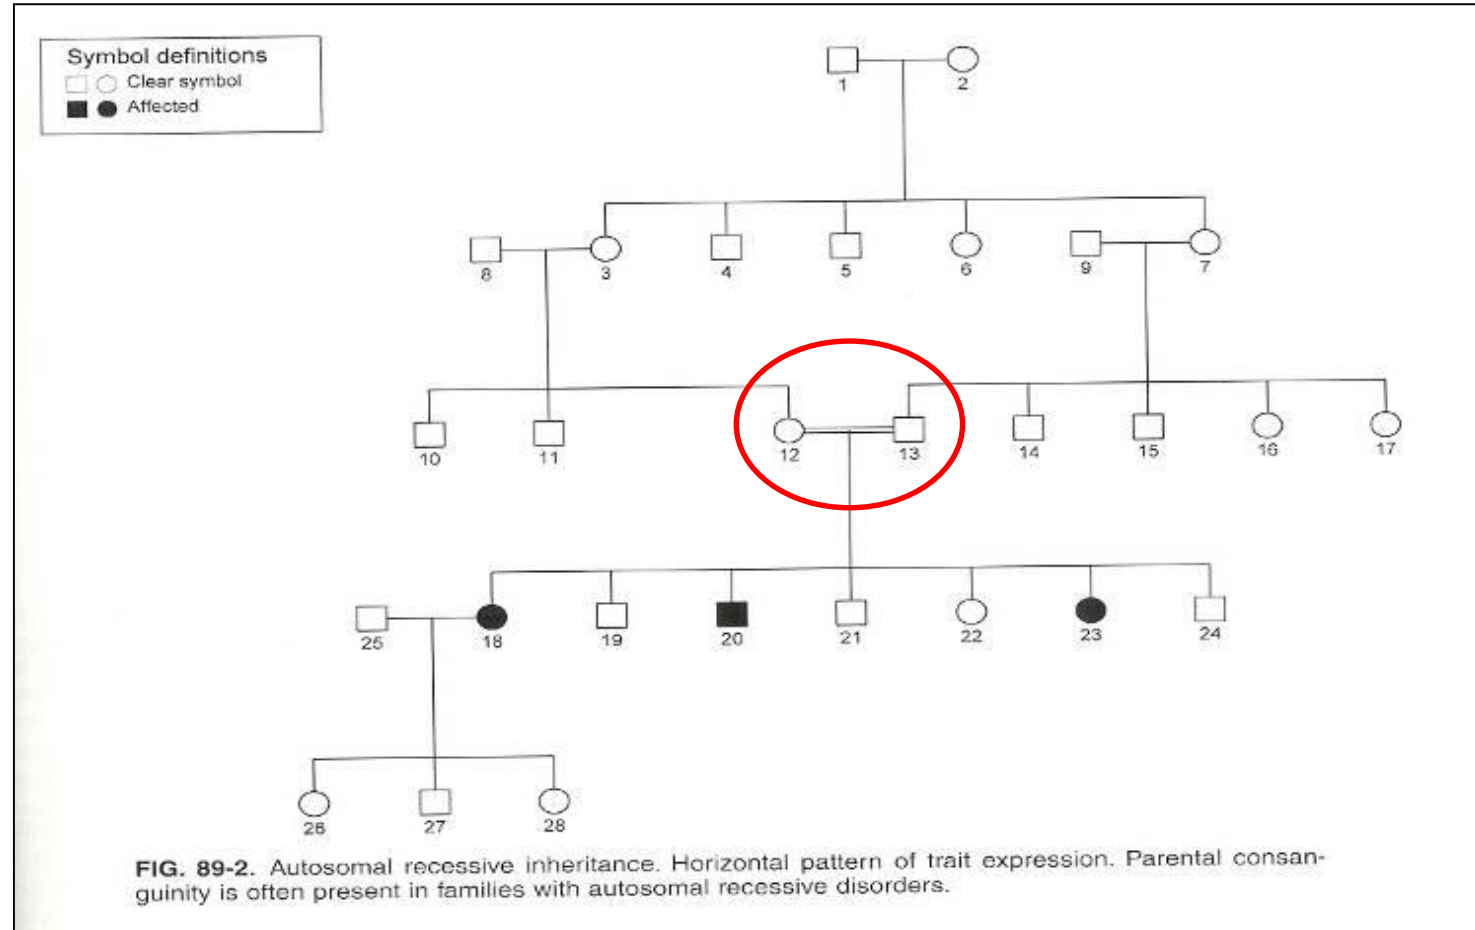 Symbol definitions
Clear symbol
Affected
1 2
8 3 4 5 6 9 7
10 11 12 13 14 15 16 17
25 18 19 20 21 22 23 24
26 27 28
FIG. 89-2. Autosomal recessive inheritance. Horizontal pattern of trait expression. Parental consan-
guinity is often present in families with autosomal recessive disorders.